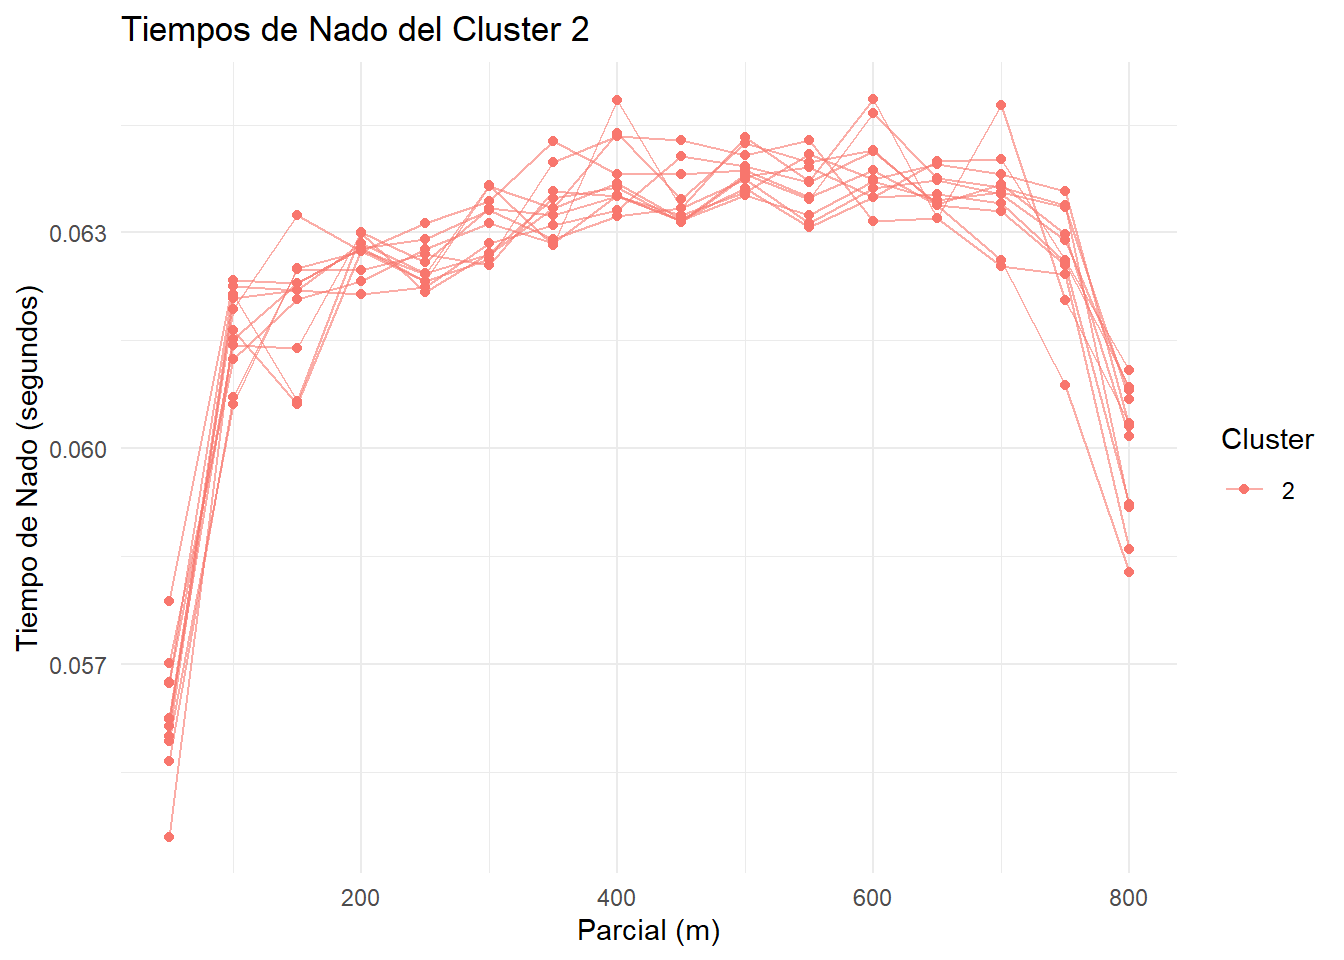 Tiempos de Nado del Cluster 2
Tiempo de Nado (segundos)
0.063
0.060
0.057
200 400 600 800
Parcial (m)
Cluster
2